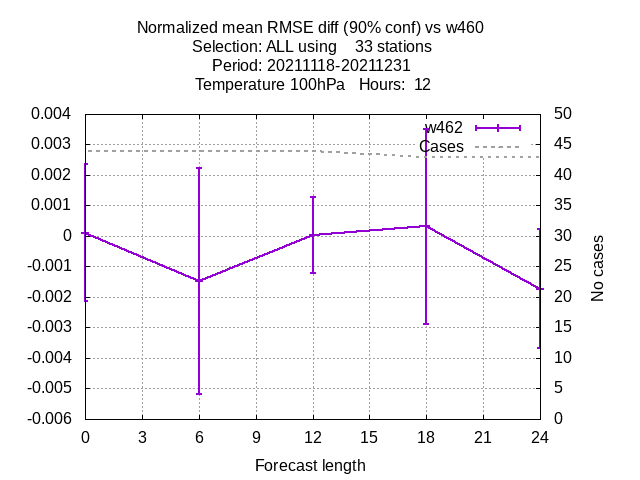 Normalized mean RMSE diff (90% conf) vs w460
Selection: ALL using    33 stations
Period: 20211118-20211231
Temperature 100hPa   Hours:  12
w462
Cases
0.004
0.003
0.002
0.001
0
-0.001
-0.002
-0.003
-0.004
-0.005
-0.006
50
45
40
35
30
25
20
15
10
5
0
No cases
0 3 6 9 12 15 18 21 24
Forecast length